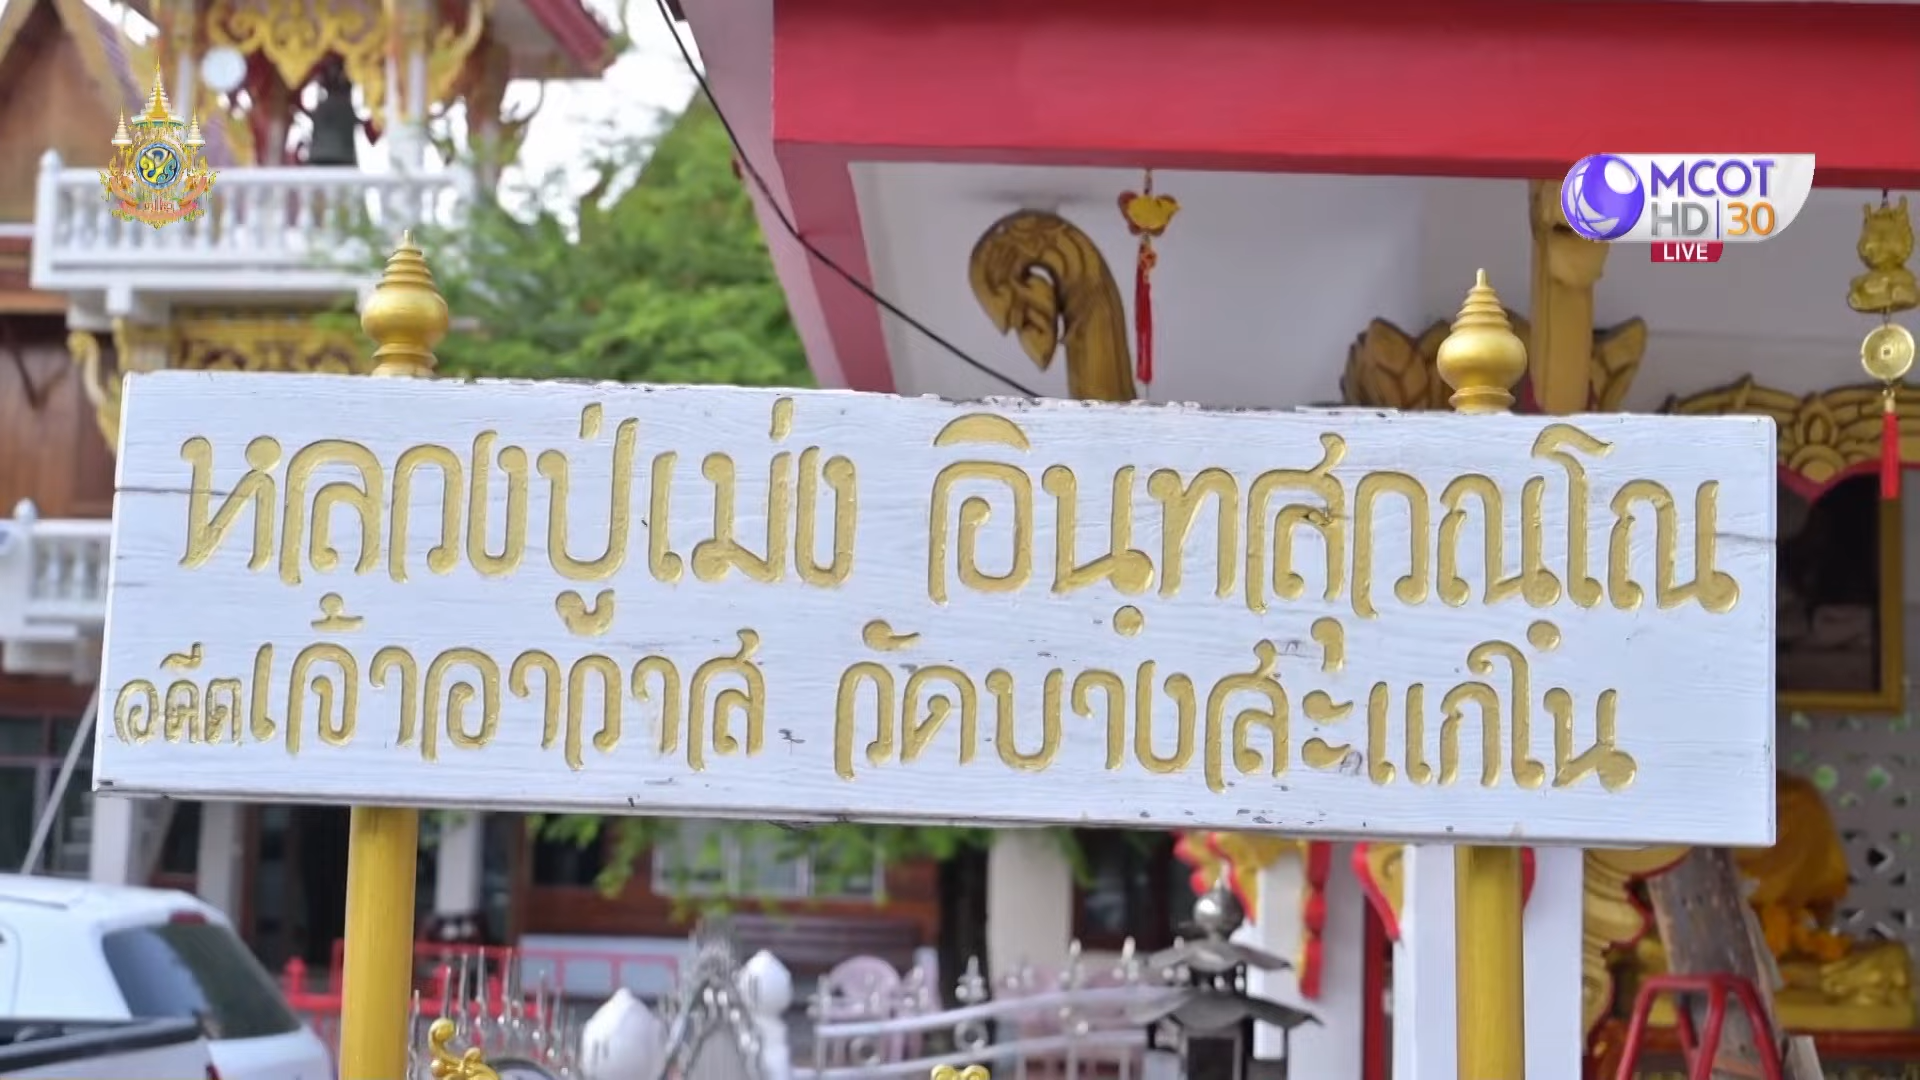 MCOT
HD 30
LIVE
หลวงปู่เม่ง อินฺทสุวณฺโณ
อดีตเจ้าอาวาส วัดบางสะแกใน